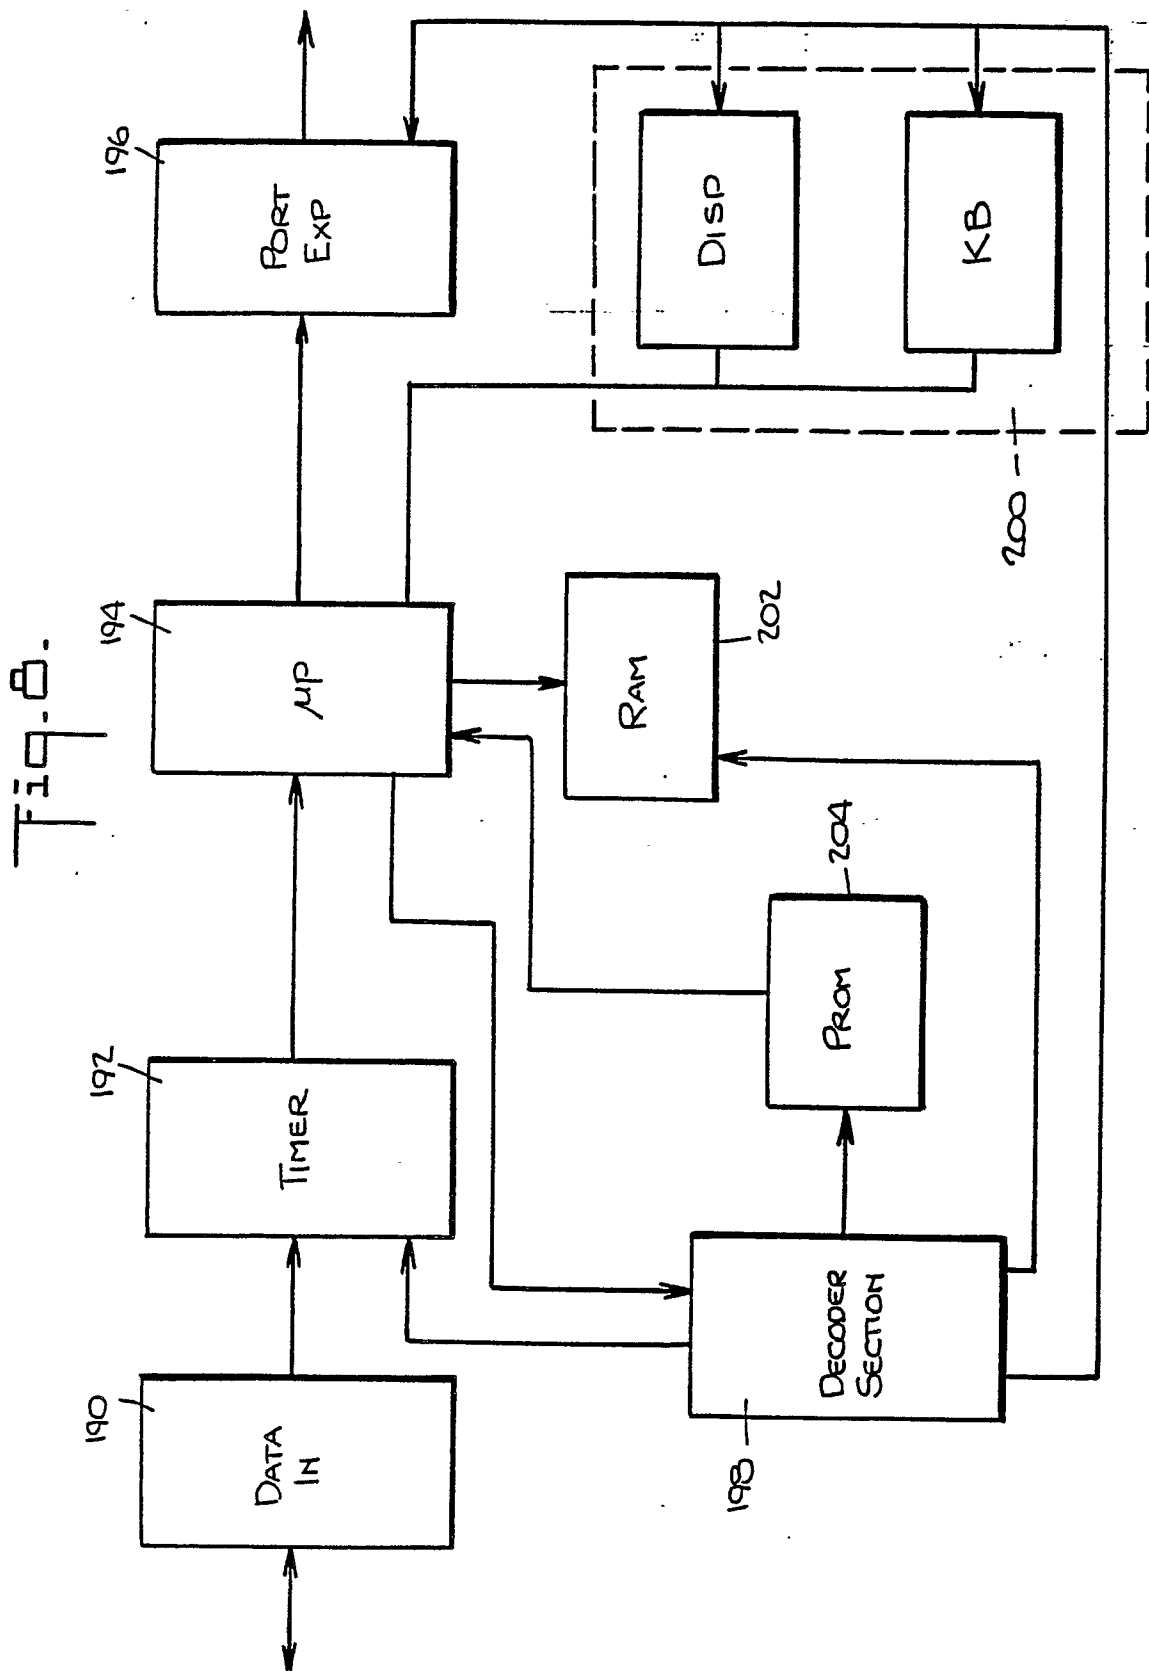 Fig. 8.
190
DATA
IN
192
TIMER
194
µP
196
PORT
EXP
198
DECODER
SECTION
PROM
204
RAM
202
DISP
KB
200